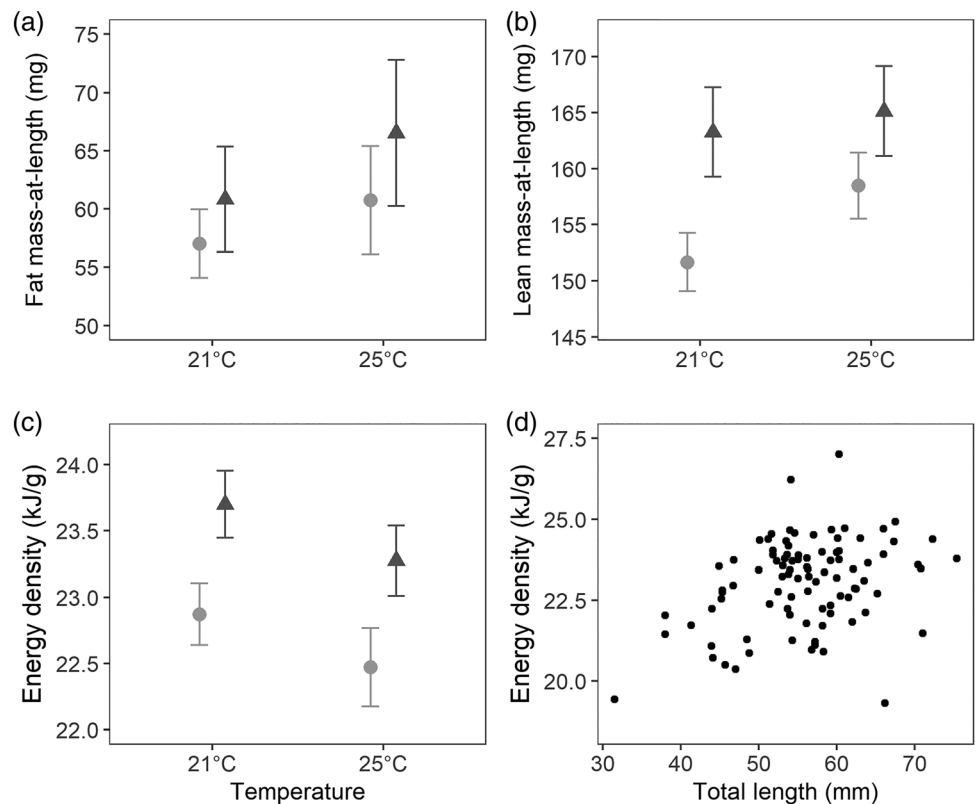 (a)
Fat mass-at-length (mg)
75
70
65
60
55
50
21°C
25°C
(b)
Lean mass-at-length (mg)
170
165
160
155
150
145
21°C
25°C
(c)
Energy density (kJ/g)
24.0
23.5
23.0
22.5
22.0
21°C
25°C
Temperature
(d)
Energy density (kJ/g)
27.5
25.0
22.5
20.0
30
40
50
60
70
Total length (mm)